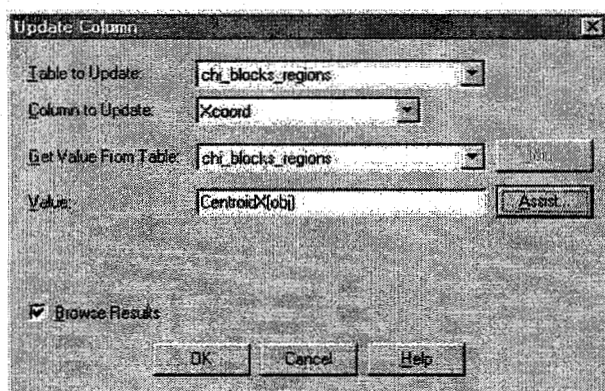 Update Column
Table to Update: chi_blocks_regions
Column to Update: Xcoord
Get Value From Table: chi_blocks_regions
Value: CentroidX(obj) Assist...
Browse Results
OK Cancel Help